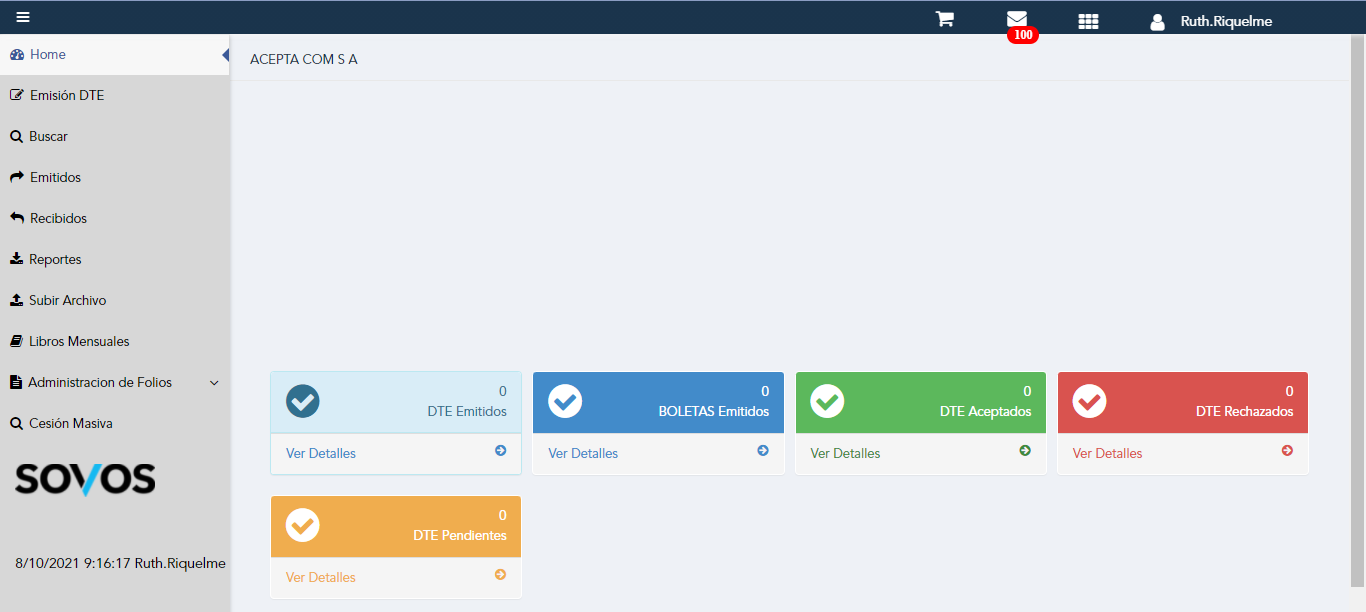 100
Ruth.Riquelme
Home
ACEPTA COM S A
Emisión DTE
Buscar
Emitidos
Recibidos
Reportes
Subir Archivo
Libros Mensuales
Administracion de Folios
Cesión Masiva
SOVOS
8/10/2021 9:16:17 Ruth.Riquelme
0
DTE Emitidos
Ver Detalles
0
BOLETAS Emitidos
Ver Detalles
0
DTE Aceptados
Ver Detalles
0
DTE Rechazados
Ver Detalles
0
DTE Pendientes
Ver Detalles